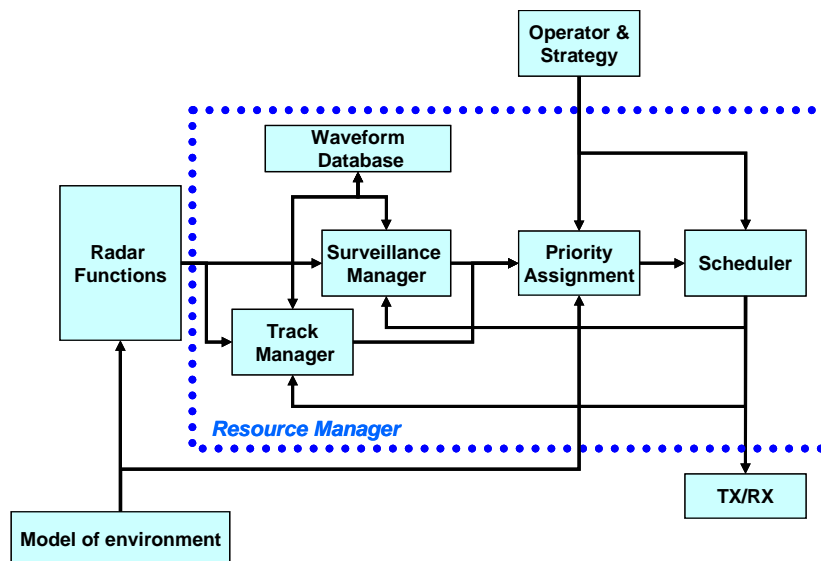 Operator &
Strategy
Waveform
Database
Radar
Functions
Surveillance
Manager
Priority
Assignment
Scheduler
Track
Manager
Resource Manager
TX/RX
Model of environment